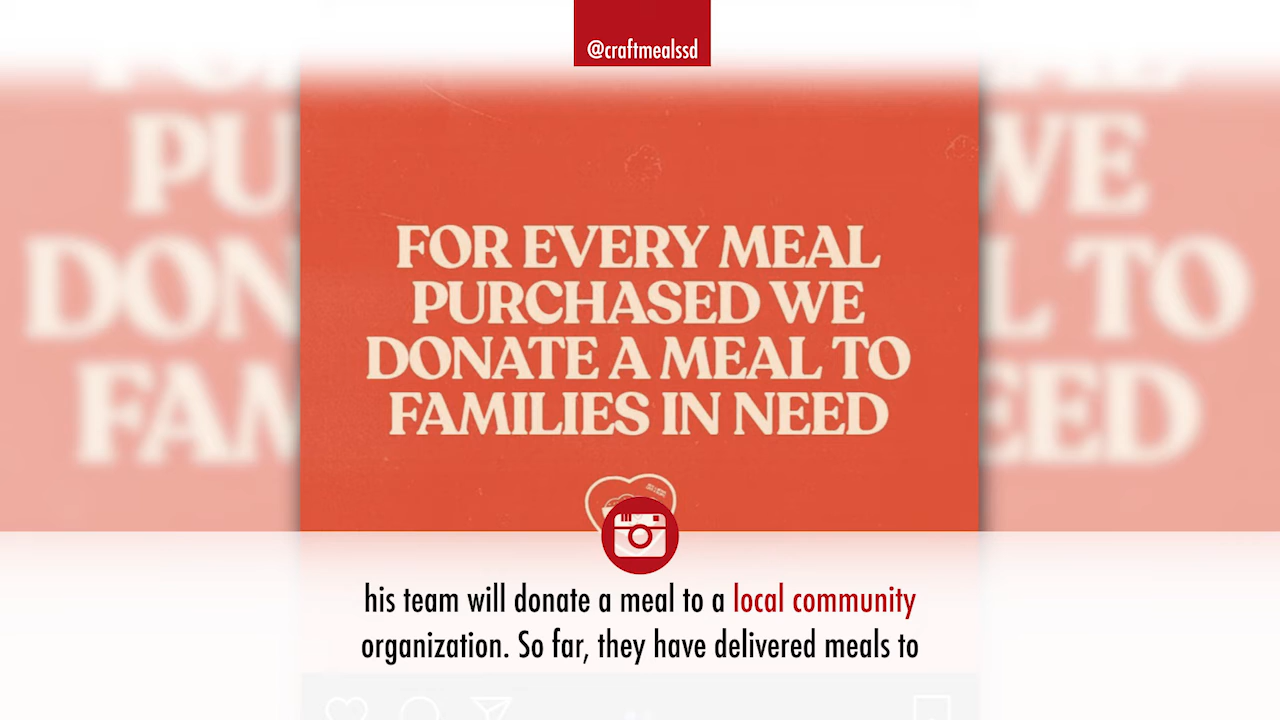 @craftmealssd
FOR EVERY MEAL
PURCHASED WE
DONATE A MEAL TO
FAMILIES IN NEED
his team will donate a meal to a local community
organization. So far, they have delivered meals to